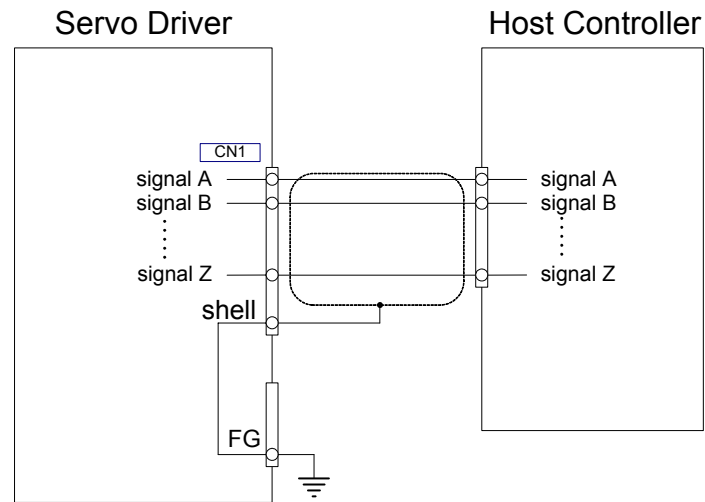 Servo Driver
Host Controller
CN1
signal A
signal A
signal B
signal B
signal Z
signal Z
shell
FG